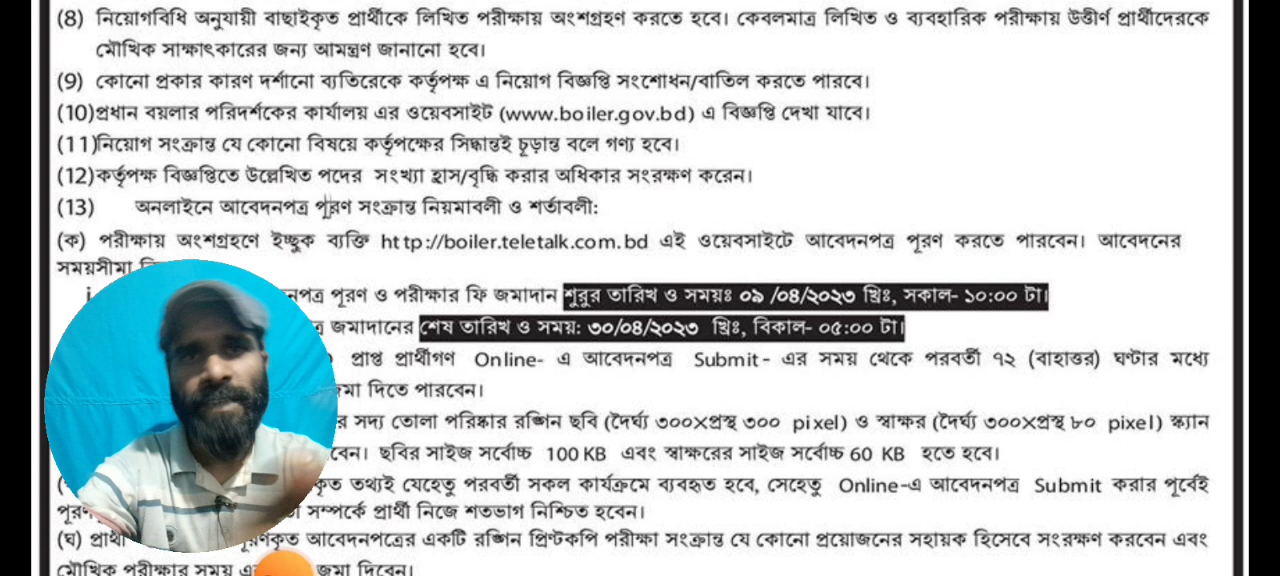 (8) নিয়োগবিধি অনুযায়ী বাছাইকৃত প্রার্থীকে লিখিত পরীক্ষায় অংশগ্রহণ করতে হবে। কেবলমাত্র লিখিত ও ব্যবহারিক পরীক্ষায় উত্তীর্ণ প্রার্থীদেরকে
মৌখিক সাক্ষাৎকারের জন্য আমন্ত্রণ জানানো হবে।
(9) কোনো প্রকার কারণ দর্শানো ব্যতিরেকে কর্তৃপক্ষ এ নিয়োগ বিজ্ঞপ্তি সংশোধন/বাতিল করতে পারবে।
(10)প্রধান বয়লার পরিদর্শকের কার্যালয় এর ওয়েবসাইট (www.boiler.gov.bd) এ বিজ্ঞপ্তি দেখা যাবে।
(11)নিয়োগ সংক্রান্ত যে কোনো বিষয়ে কর্তৃপক্ষের সিদ্ধান্তই চূড়ান্ত বলে গণ্য হবে।
(12)কর্তৃপক্ষ বিজ্ঞপ্তিতে উল্লেখিত পদের সংখ্যা হ্রাস/বৃদ্ধি করার অধিকার সংরক্ষণ করেন।
(13) অনলাইনে আবেদনপত্র পূরণ সংক্রান্ত নিয়মাবলী ও শর্তাবলী:
(ক) পরীক্ষায় অংশগ্রহণে ইচ্ছুক ব্যক্তি http://boiler.teletalk.com.bd এই ওয়েবসাইটে আবেদনপত্র পূরণ করতে পারবেন। আবেদনের
সময়সীমা
নপত্র পূরণ ও পরীক্ষার ফি জমাদান শুরুর তারিখ ও সময়ঃ ০৯ /০৪/২০২৩ খ্রিঃ, সকাল- ১০:০০ টা।
ত্র জমাদানের শেষ তারিখ ও সময়: ৩০/০৪/২০২৩ খ্রিঃ, বিকাল- ০৫:০০ টা।
প্রাপ্ত প্রার্থীগণ Online- এ আবেদনপত্র Submit- এর সময় থেকে পরবর্তী ৭২ (বাহাত্তর) ঘণ্টার মধ্যে
মা দিতে পারবেন।
র সদ্য তোলা পরিষ্কার রঙ্গিন ছবি (দৈর্ঘ্য ৩০০Xপ্রস্থ ৩০০ pixel) ও স্বাক্ষর (দৈর্ঘ্য ৩০০Xপ্রস্থ ৮০ pixel) স্ক্যান
বেন। ছবির সাইজ সর্বোচ্চ 100 KB এবং স্বাক্ষরের সাইজ সর্বোচ্চ 60 KB হতে হবে।
কৃত তথ্যই যেহেতু পরবর্তী সকল কার্যক্রমে ব্যবহৃত হবে, সেহেতু Online-এ আবেদনপত্র Submit করার পূর্বেই
পূরণ সম্পর্কে প্রার্থী নিজে শতভাগ নিশ্চিত হবেন।
(ঘ) প্রার্থী পূরণকৃত আবেদনপত্রের একটি রঙ্গিন প্রিন্টকপি পরীক্ষা সংক্রান্ত যে কোনো প্রয়োজনের সহায়ক হিসেবে সংরক্ষণ করবেন এবং
মৌখিক পরীক্ষার সময় জমা দিবেন।